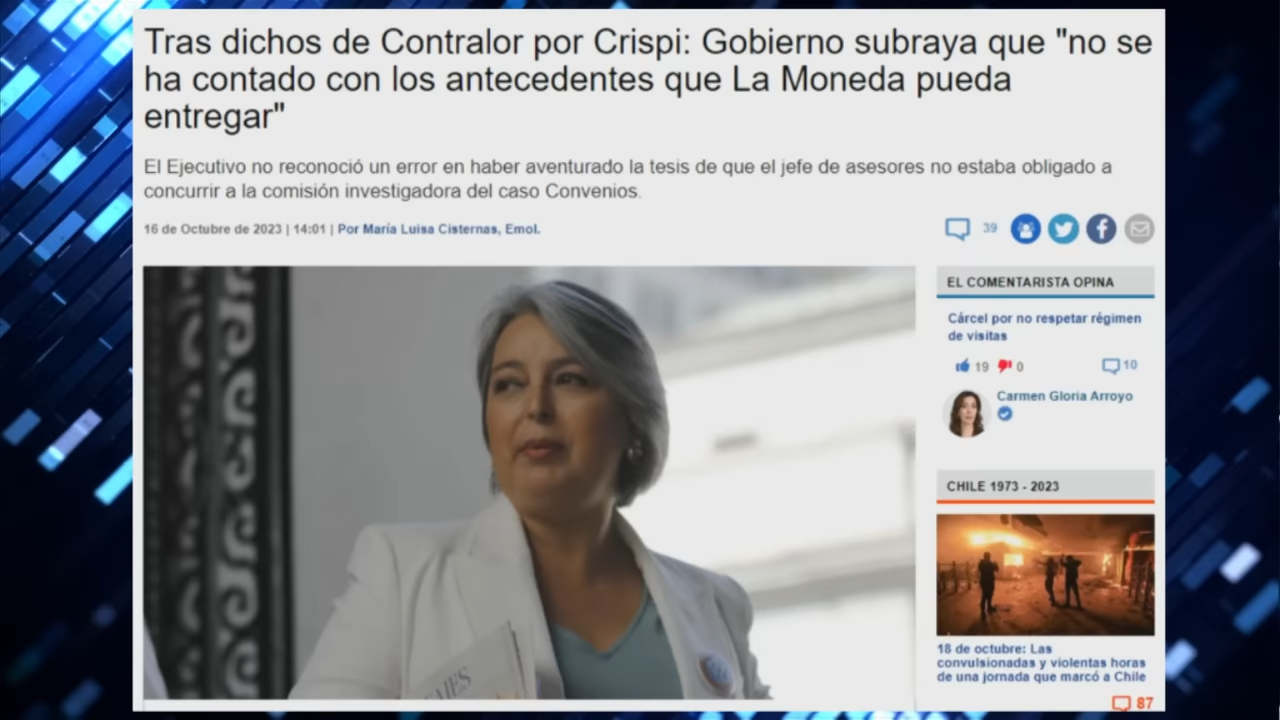 Tras dichos de Contralor por Crispi: Gobierno subraya que "no se
ha contado con los antecedentes que La Moneda pueda
entregar"
El Ejecutivo no reconoció un error en haber aventurado la tesis de que el jefe de asesores no estaba obligado a
concurrir a la comisión investigadora del caso Convenios.
16 de Octubre de 2023 | 14:01 | Por María Luisa Cisternas, Emol.
39
EL COMENTARISTA OPINA
Cárcel por no respetar régimen
de visitas
19 0 10
Carmen Gloria Arroyo
CHILE 1973 - 2023
18 de octubre: Las
convulsionadas y violentas horas
de una jornada que marcó a Chile
87